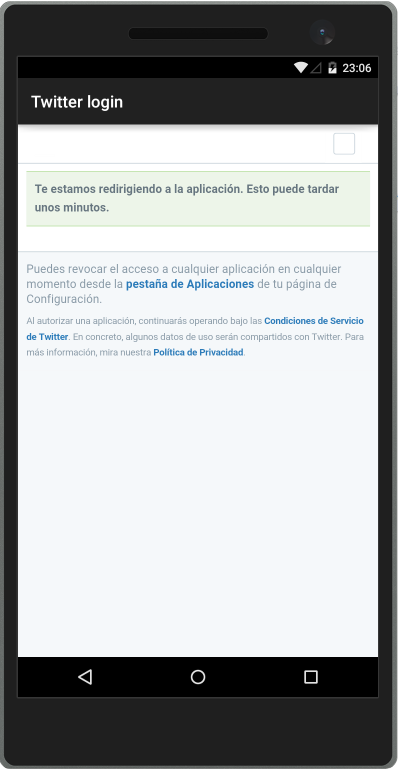 23:06
Twitter login
Te estamos redirigiendo a la aplicación. Esto puede tardar
unos minutos.
Puedes revocar el acceso a cualquier aplicación en cualquier
momento desde la pestaña de Aplicaciones de tu página de
Configuración.
Al autorizar una aplicación, continuarás operando bajo las Condiciones de Servicio
de Twitter. En concreto, algunos datos de uso serán compartidos con Twitter. Para
más información, mira nuestra Política de Privacidad.